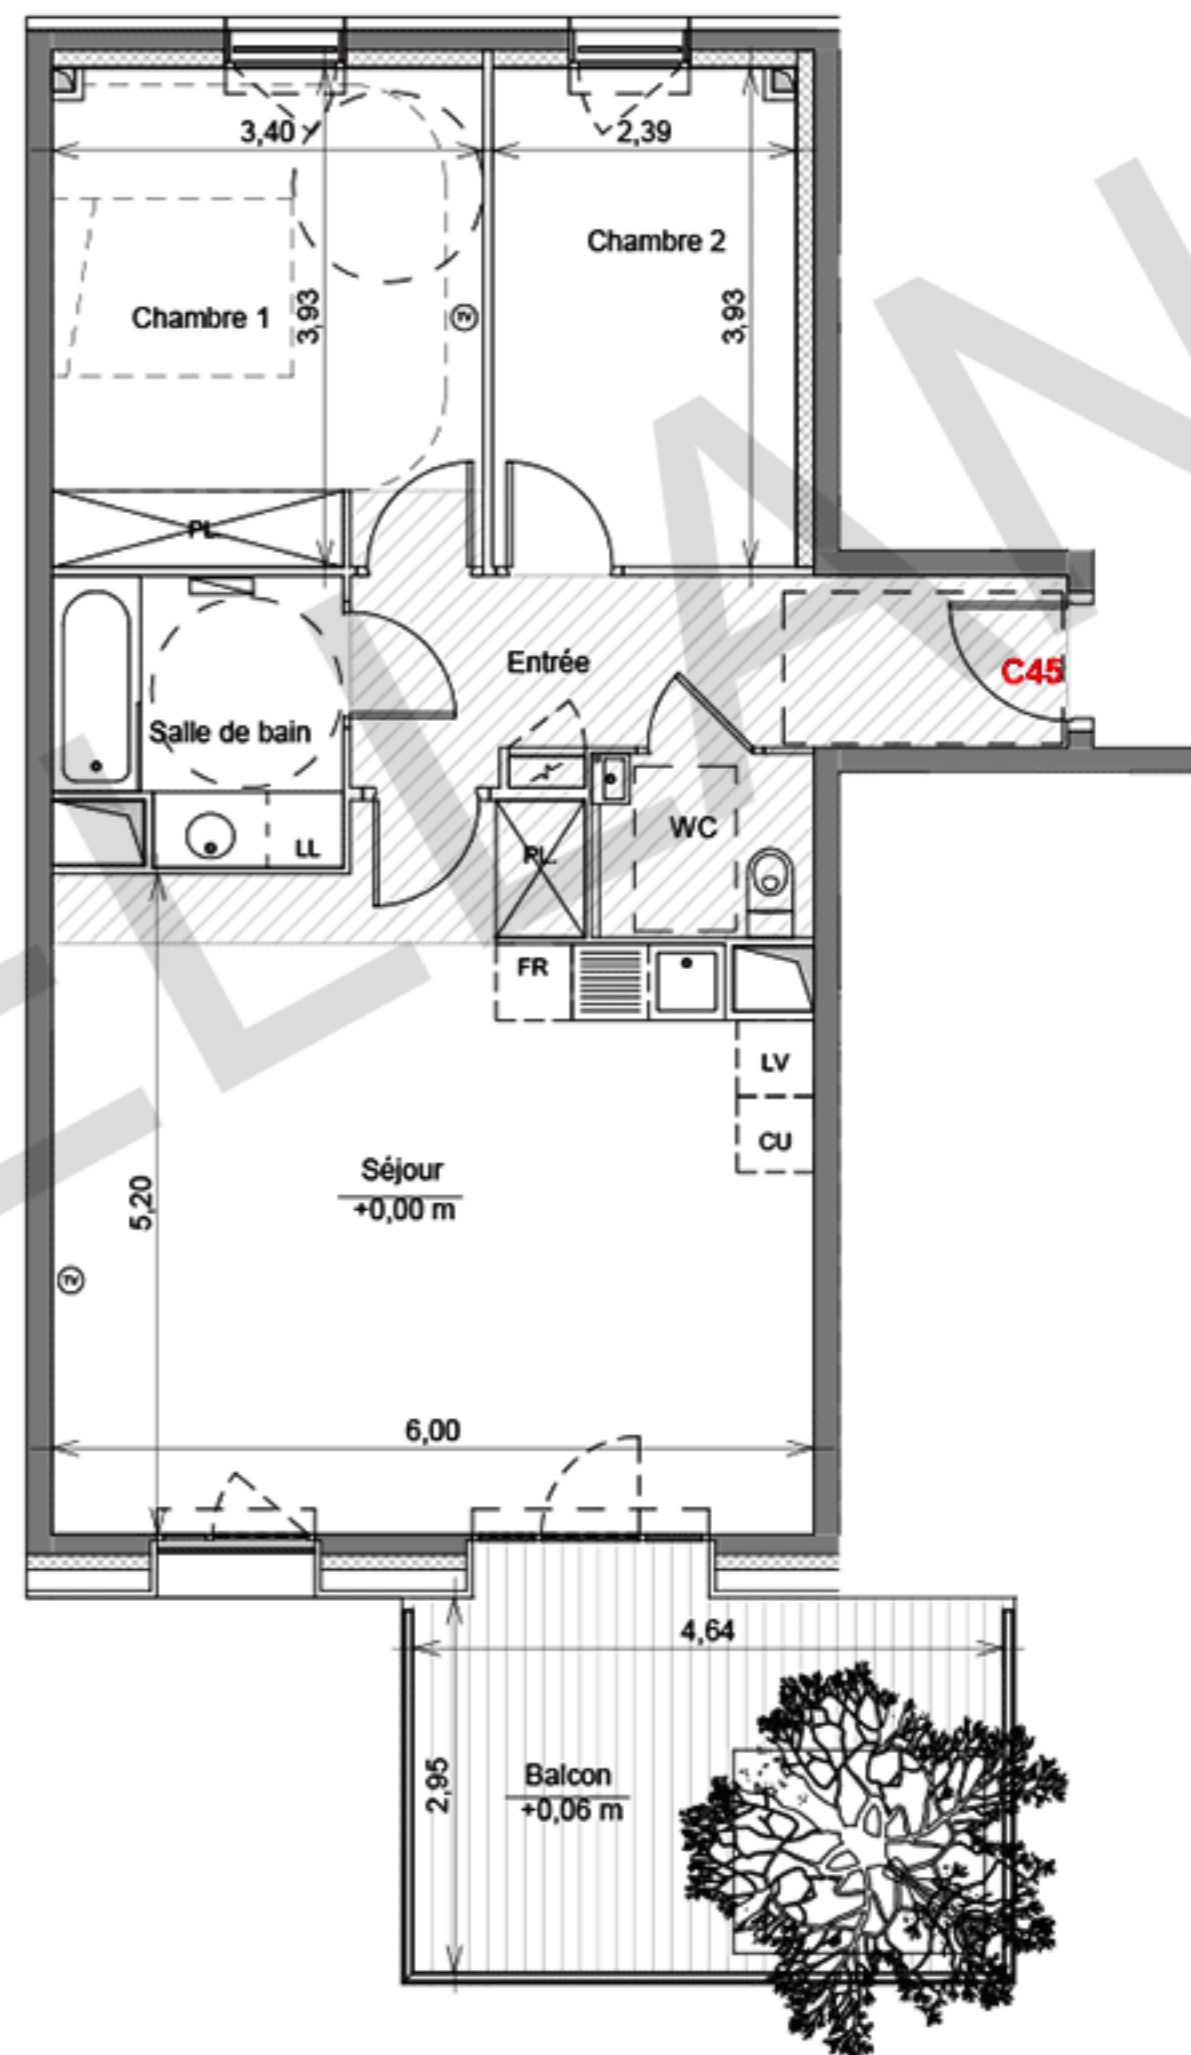 3,40
2,39
Chambre 2
Chambre 1
3,93
3,93
TV
PL
Entrée
C45
Salle de bain
WC
LL
PL
FR
LV
CU
Séjour
+0,00 m
5,20
TV
6,00
4,64
2,95
Balcon
+0,06 m